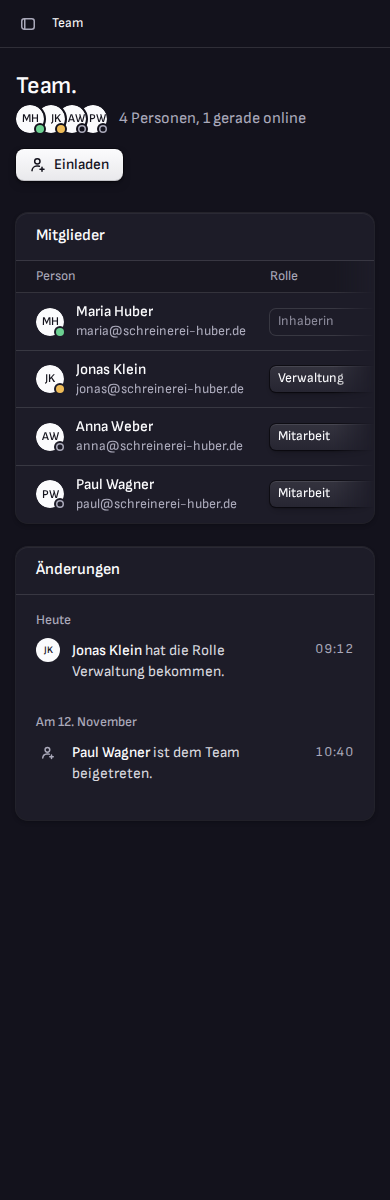 Team
Team.
MH JK AW PW 4 Personen, 1 gerade online
Einladen
Mitglieder
Person Rolle
MH Maria Huber Inhaberin
maria@schreinerei-huber.de
JK Jonas Klein Verwaltung
jonas@schreinerei-huber.de
AW Anna Weber Mitarbeit
anna@schreinerei-huber.de
PW Paul Wagner Mitarbeit
paul@schreinerei-huber.de
Änderungen
Heute
JK Jonas Klein hat die Rolle 09:12
Verwaltung bekommen.
Am 12. November
Paul Wagner ist dem Team 10:40
beigetreten.